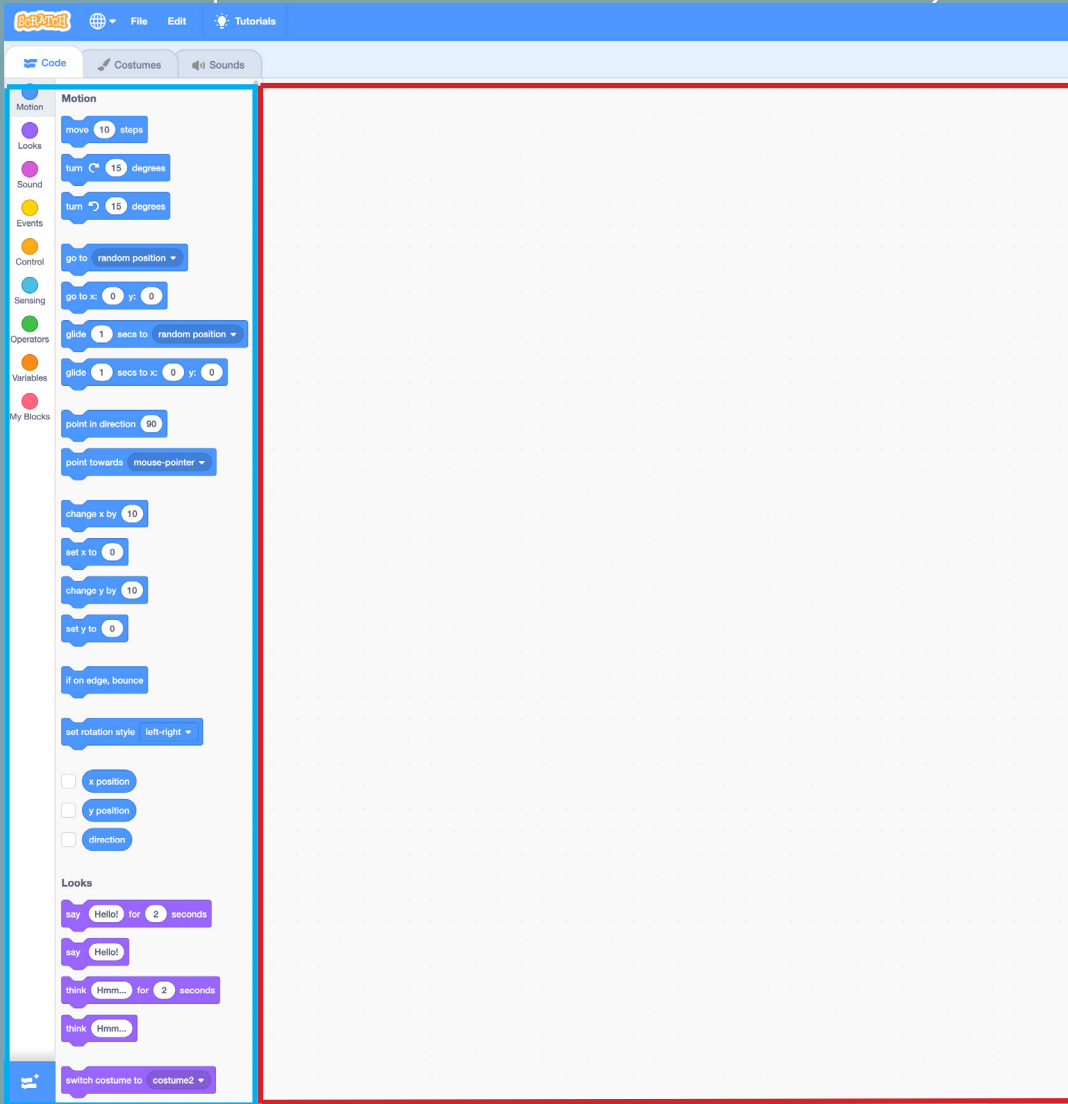 SCRATCH File Edit Tutorials
Code Costumes Sounds
Motion
Looks
Sound
Events
Control
Sensing
Operators
Variables
My Blocks
Motion
move 10 steps
turn 15 degrees
turn 15 degrees
go to random position
go to x: 0 y: 0
glide 1 secs to random position
glide 1 secs to x: 0 y: 0
point in direction 90
point towards mouse-pointer
change x by 10
set x to 0
change y by 10
set y to 0
if on edge, bounce
set rotation style left-right
x position
y position
direction
Looks
say Hello! for 2 seconds
say Hello!
think Hmm... for 2 seconds
think Hmm...
switch costume to costume2